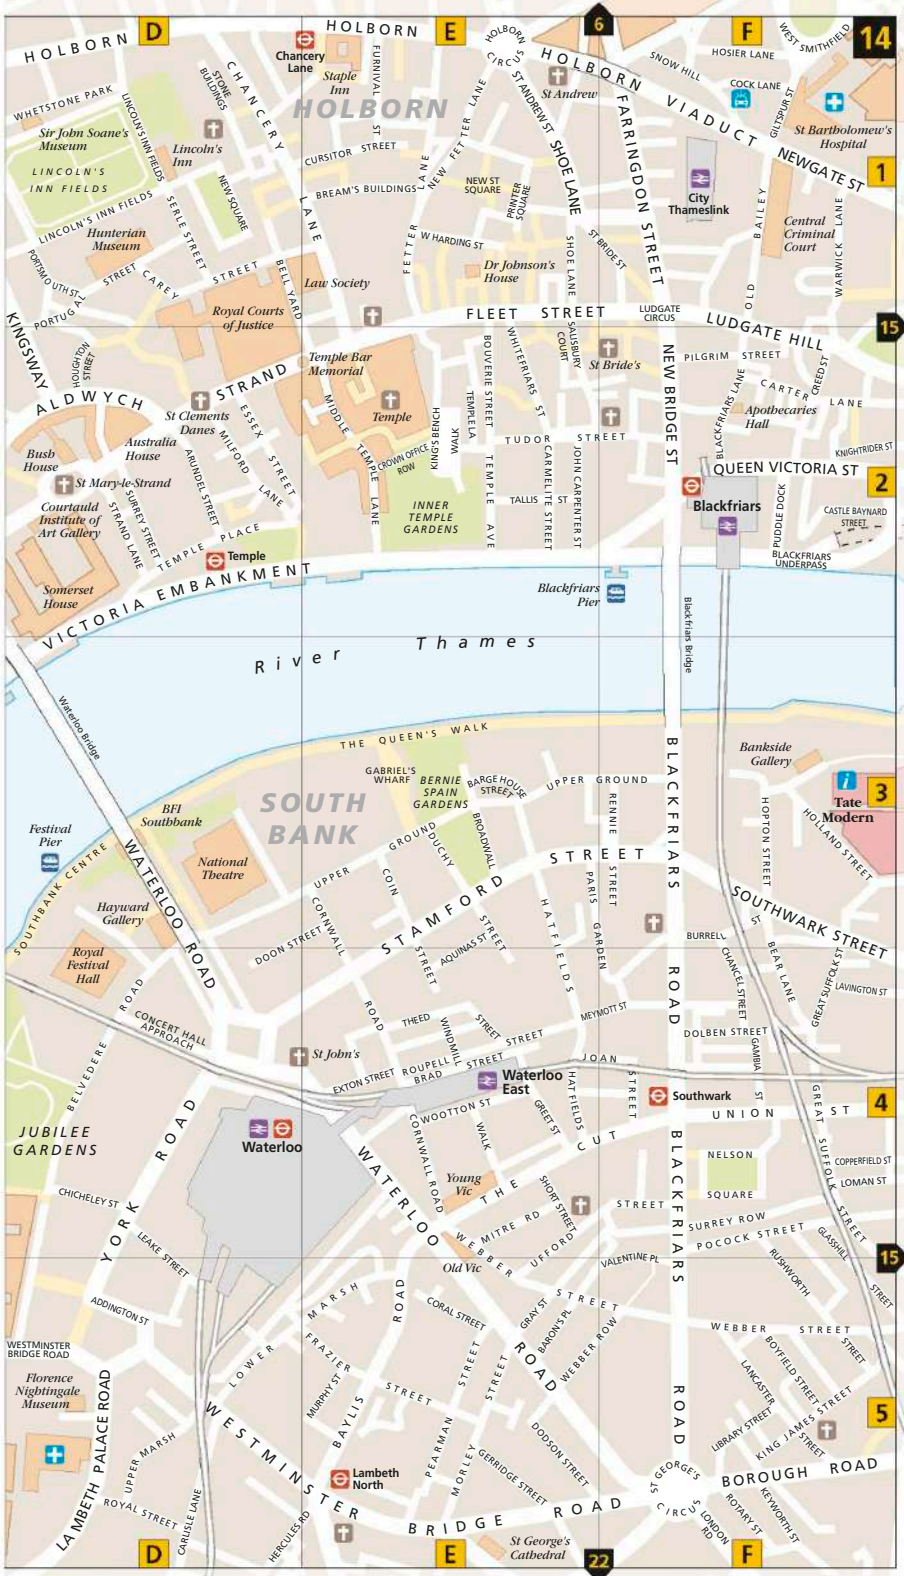 D
E
6
F
14
HOLBORN
HOLBORN
HOLBORN
CIRCUS
HOLBORN VIADUCT
WEST SMITHFIELD
HOSIER LANE
SNOW HILL
COCK LANE
GILTSPUR ST
St Bartholomew's
Hospital
Chancery
Lane
Staple
Inn
FURNIVAL ST
HOLBORN
St Andrew
ST ANDREW ST
SHOE LANE
FARRINGDON STREET
NEWGATE ST
1
WHETSTONE PARK
STONE
BUILDINGS
CHANCERY LANE
Sir John Soane's
Museum
LINCOLN'S
INN FIELDS
LINCOLN'S INN FIELDS
Lincoln's
Inn
CURSITOR STREET
NEW FETTER LANE
BREAM'S BUILDINGS
NEW ST
SQUARE
PRINTER
SQUARE
City
Thameslink
LINCOLN'S INN FIELDS
NEW SQUARE
SERLE STREET
Hunterian
Museum
FETTER LANE
W HARDING ST
Dr Johnson's
House
SHOE LANE
ST BRIDE ST
OLD BAILEY
Central
Criminal
Court
WARWICK LANE
PORTSMOUTH ST
PORTUGAL STREET
CAREY STREET
BELL YARD
Law Society
Royal Courts
of Justice
FLEET STREET
LUDGATE
CIRCUS
LUDGATE HILL
15
KINGSWAY
HOUGHTON
STREET
Temple Bar
Memorial
BOUVERIE STREET
WHITEFRIARS ST
SALISBURY
COURT
St Bride's
NEW BRIDGE ST
PILGRIM STREET
CARTER LANE
CREED ST
BLACKFRIARS LANE
Apothecaries
Hall
ALDWYCH
STRAND
St Clements
Danes
ESSEX STREET
MIDDLE TEMPLE LANE
Temple
TEMPLE LA
KING'S BENCH
WALK
CROWN OFFICE
ROW
TUDOR STREET
Bush
House
Australia
House
MILFORD LANE
ARUNDEL STREET
St Mary-le-Strand
Courtauld
Institute of
Art Gallery
SURREY STREET
STRAND LANE
TEMPLE PLACE
INNER
TEMPLE
GARDENS
TEMPLE AVE
TALLIS ST
CARMELITE STREET
JOHN CARPENTER ST
QUEEN VICTORIA ST
KNIGHTRIDER ST
2
Blackfriars
PUDDLE DOCK
CASTLE BAYNARD
STREET
BLACKFRIARS
UNDERPASS
Temple
Somerset
House
VICTORIA EMBANKMENT
Blackfriars
Pier
Blackfriars Bridge
River Thames
Waterloo Bridge
THE QUEEN'S WALK
GABRIEL'S
WHARF
BERNIE
SPAIN
GARDENS
BARGE HOUSE
STREET
UPPER GROUND
RENNIE STREET
BLACKFRIARS ROAD
Bankside
Gallery
Tate
Modern
3
HOPTON STREET
HOLLAND STREET
SOUTH
BANK
BFI
Southbank
Festival
Pier
SOUTHBANK CENTRE
WATERLOO ROAD
National
Theatre
UPPER GROUND
DUCHY STREET
BROADWALL
STAMFORD STREET
Hayward
Gallery
Royal
Festival
Hall
CORNWALL ROAD
COIN STREET
DOON STREET
AQUINAS ST
HATFIELDS
PARIS GARDEN
BURRELL ST
SOUTHWARK STREET
CHANCEL STREET
BEAR LANE
GREAT SUFFOLK ST
LAVINGTON ST
BELVEDERE ROAD
CONCERT HALL
APPROACH
THEED STREET
WINDMILL
MEYMOTT ST
DOLBEN STREET
GAMBIA ST
St John's
EXTON STREET
ROUPELL STREET
BRAD STREET
JOAN STREET
Waterloo
East
HATFIELDS
Southwark
UNION ST
4
JUBILEE
GARDENS
YORK ROAD
Waterloo
WOOTTON ST
CORNWALL ROAD
WALK
GREET ST
THE CUT
NELSON
SQUARE
GREAT SUFFOLK STREET
COPPERFIELD ST
LOMAN ST
CHICHELEY ST
LEAKE STREET
WATERLOO ROAD
Young
Vic
SHORT STREET
MITRE RD
UFFORD STREET
WEBBER STREET
BLACKFRIARS ROAD
SURREY ROW
POCOCK STREET
GLASSHILL STREET
RUSHWORTH STREET
VALENTINE PL
Old Vic
15
ADDINGTON ST
LOWER MARSH
BAYLIS ROAD
CORAL STREET
GRAY ST
BARON'S PL
WEBBER ROW
WEBBER STREET
WESTMINSTER
BRIDGE ROAD
FRAZIER STREET
MURPHY ST
BOYFIELD STREET
LANCASTER STREET
Florence
Nightingale
Museum
LAMBETH PALACE ROAD
WESTMINSTER BRIDGE ROAD
PEARMAN STREET
MORLEY STREET
DODSON STREET
GERRIDGE STREET
LIBRARY STREET
KING JAMES STREET
5
UPPER MARSH
ROYAL STREET
CARLISLE LANE
HERCULES RD
Lambeth
North
ST GEORGE'S
CIRCUS
BOROUGH ROAD
LONDON
RD
ROTARY ST
KEYWORTH ST
St George's
Cathedral
D
E
22
F